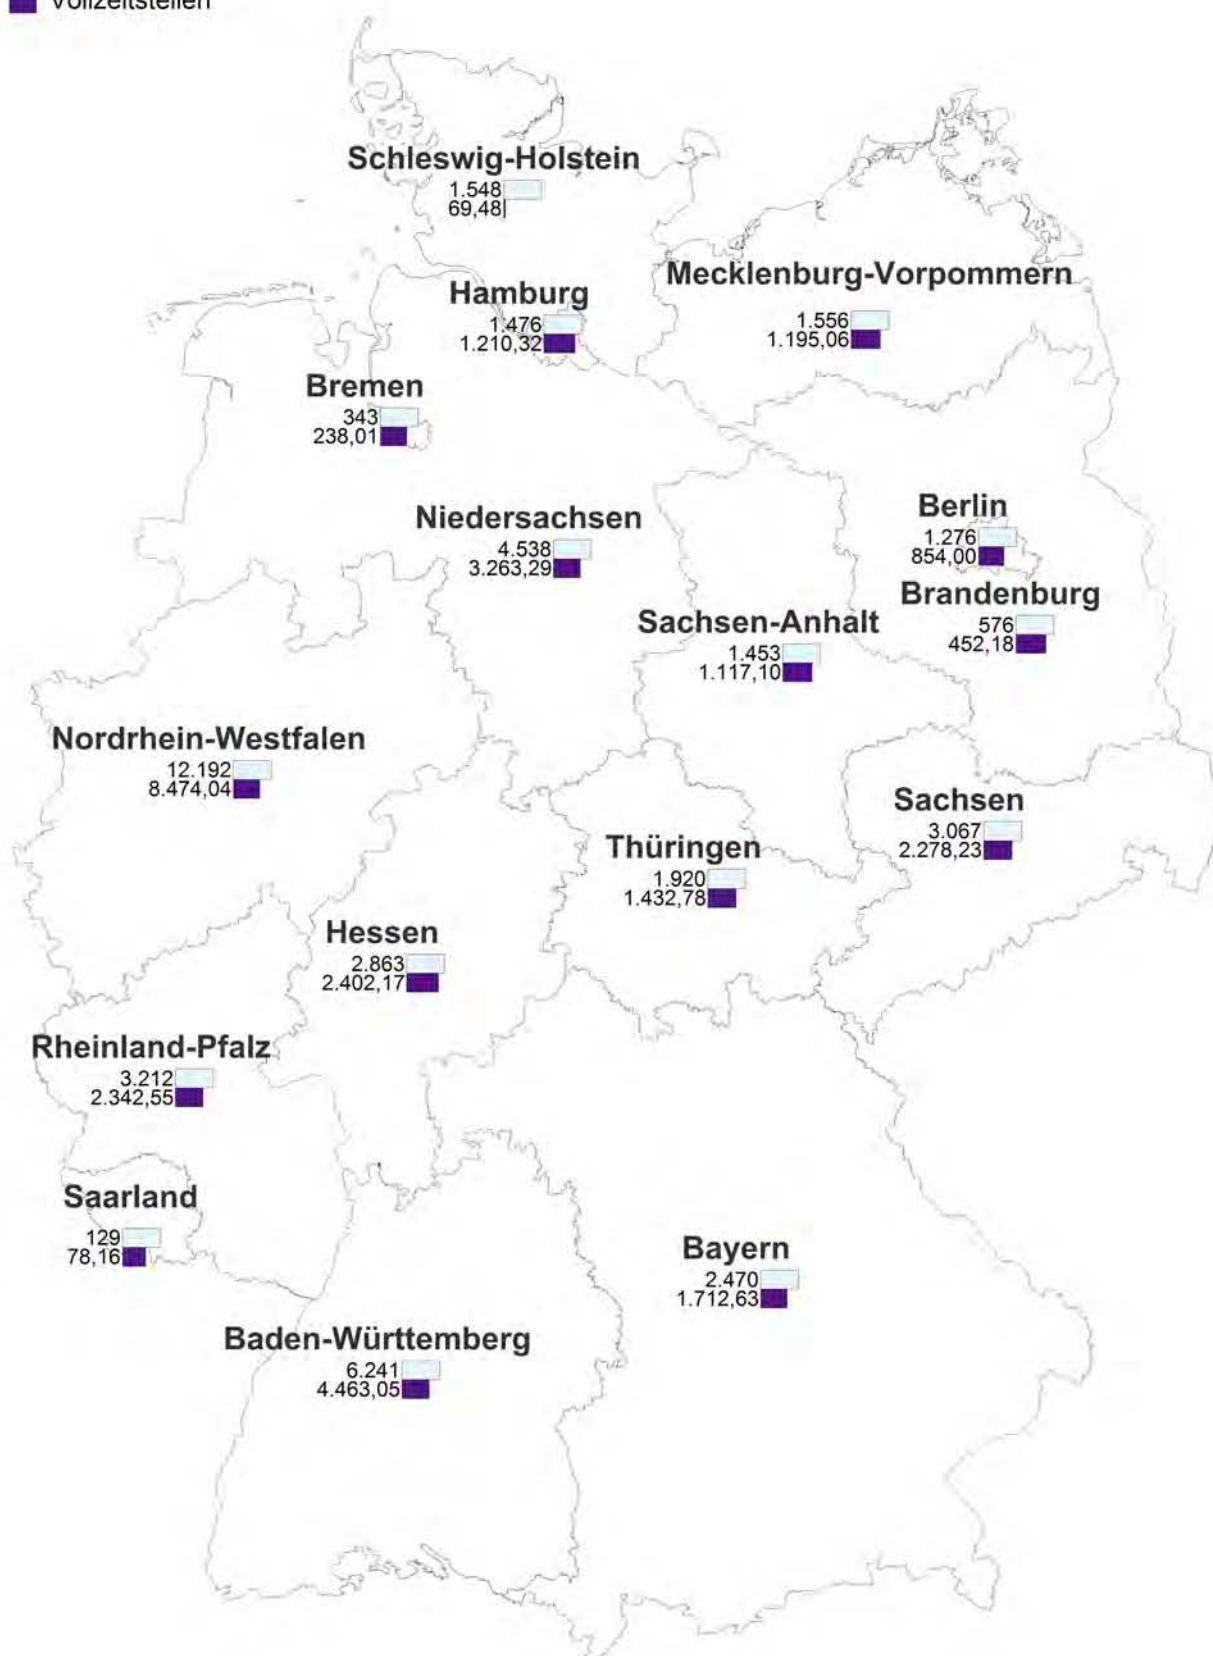 Vollzeitstellen
Schleswig-Holstein
1.548
69,48
Mecklenburg-Vorpommern
1.556
1.195,06
Hamburg
1.476
1.210,32
Bremen
343
238,01
Niedersachsen
4.538
3.263,29
Berlin
1.276
854,00
Brandenburg
576
452,18
Sachsen-Anhalt
1.453
1.117,10
Nordrhein-Westfalen
12.192
8.474,04
Sachsen
3.067
2.278,23
Thüringen
1.920
1.432,78
Hessen
2.863
2.402,17
Rheinland-Pfalz
3.212
2.342,55
Saarland
129
78,16
Bayern
2.470
1.712,63
Baden-Württemberg
6.241
4.463,05